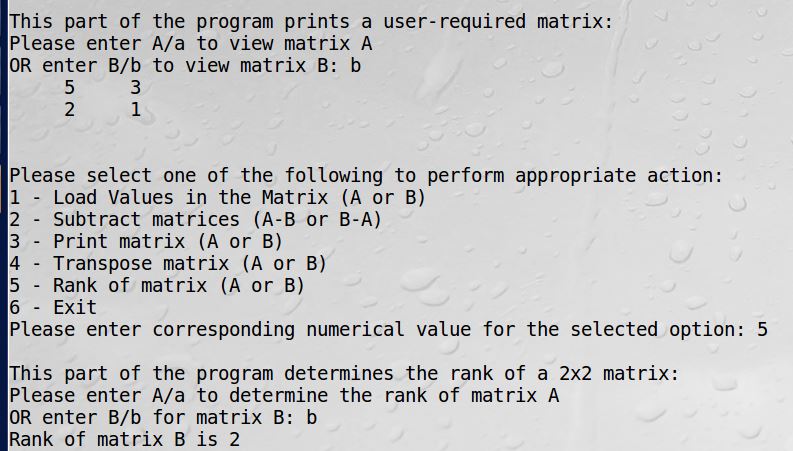 This part of the program prints a user-required matrix:
Please enter A/a to view matrix A
OR enter B/b to view matrix B: b
5 3
2 1
Please select one of the following to perform appropriate action:
1 - Load Values in the Matrix (A or B)
2 - Subtract matrices (A-B or B-A)
3 - Print matrix (A or B)
4 - Transpose matrix (A or B)
5 - Rank of matrix (A or B)
6 - Exit
Please enter corresponding numerical value for the selected option: 5
This part of the program determines the rank of a 2x2 matrix:
Please enter A/a to determine the rank of matrix A
OR enter B/b for matrix B: b
Rank of matrix B is 2